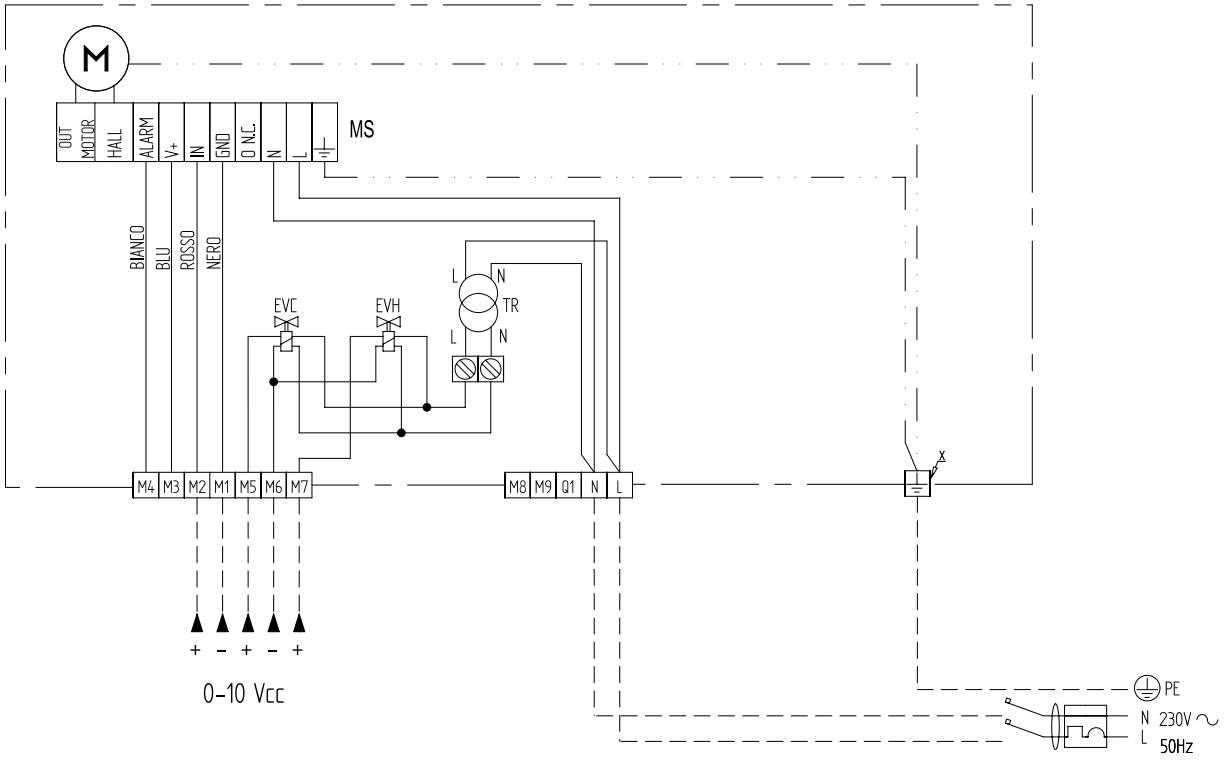 M
OUT
MOTOR
HALL
ALARM
V+
IN
GND
O N.C.
N
L
MS
BIANCO
BLU
ROSSO
NERO
L N
EVC EVH TR
L N
X
M4 M3 M2 M1 M5 M6 M7 M8 M9 Q1 N L
+ - + - +
0-10 Vcc
PE
N 230V
L 50Hz